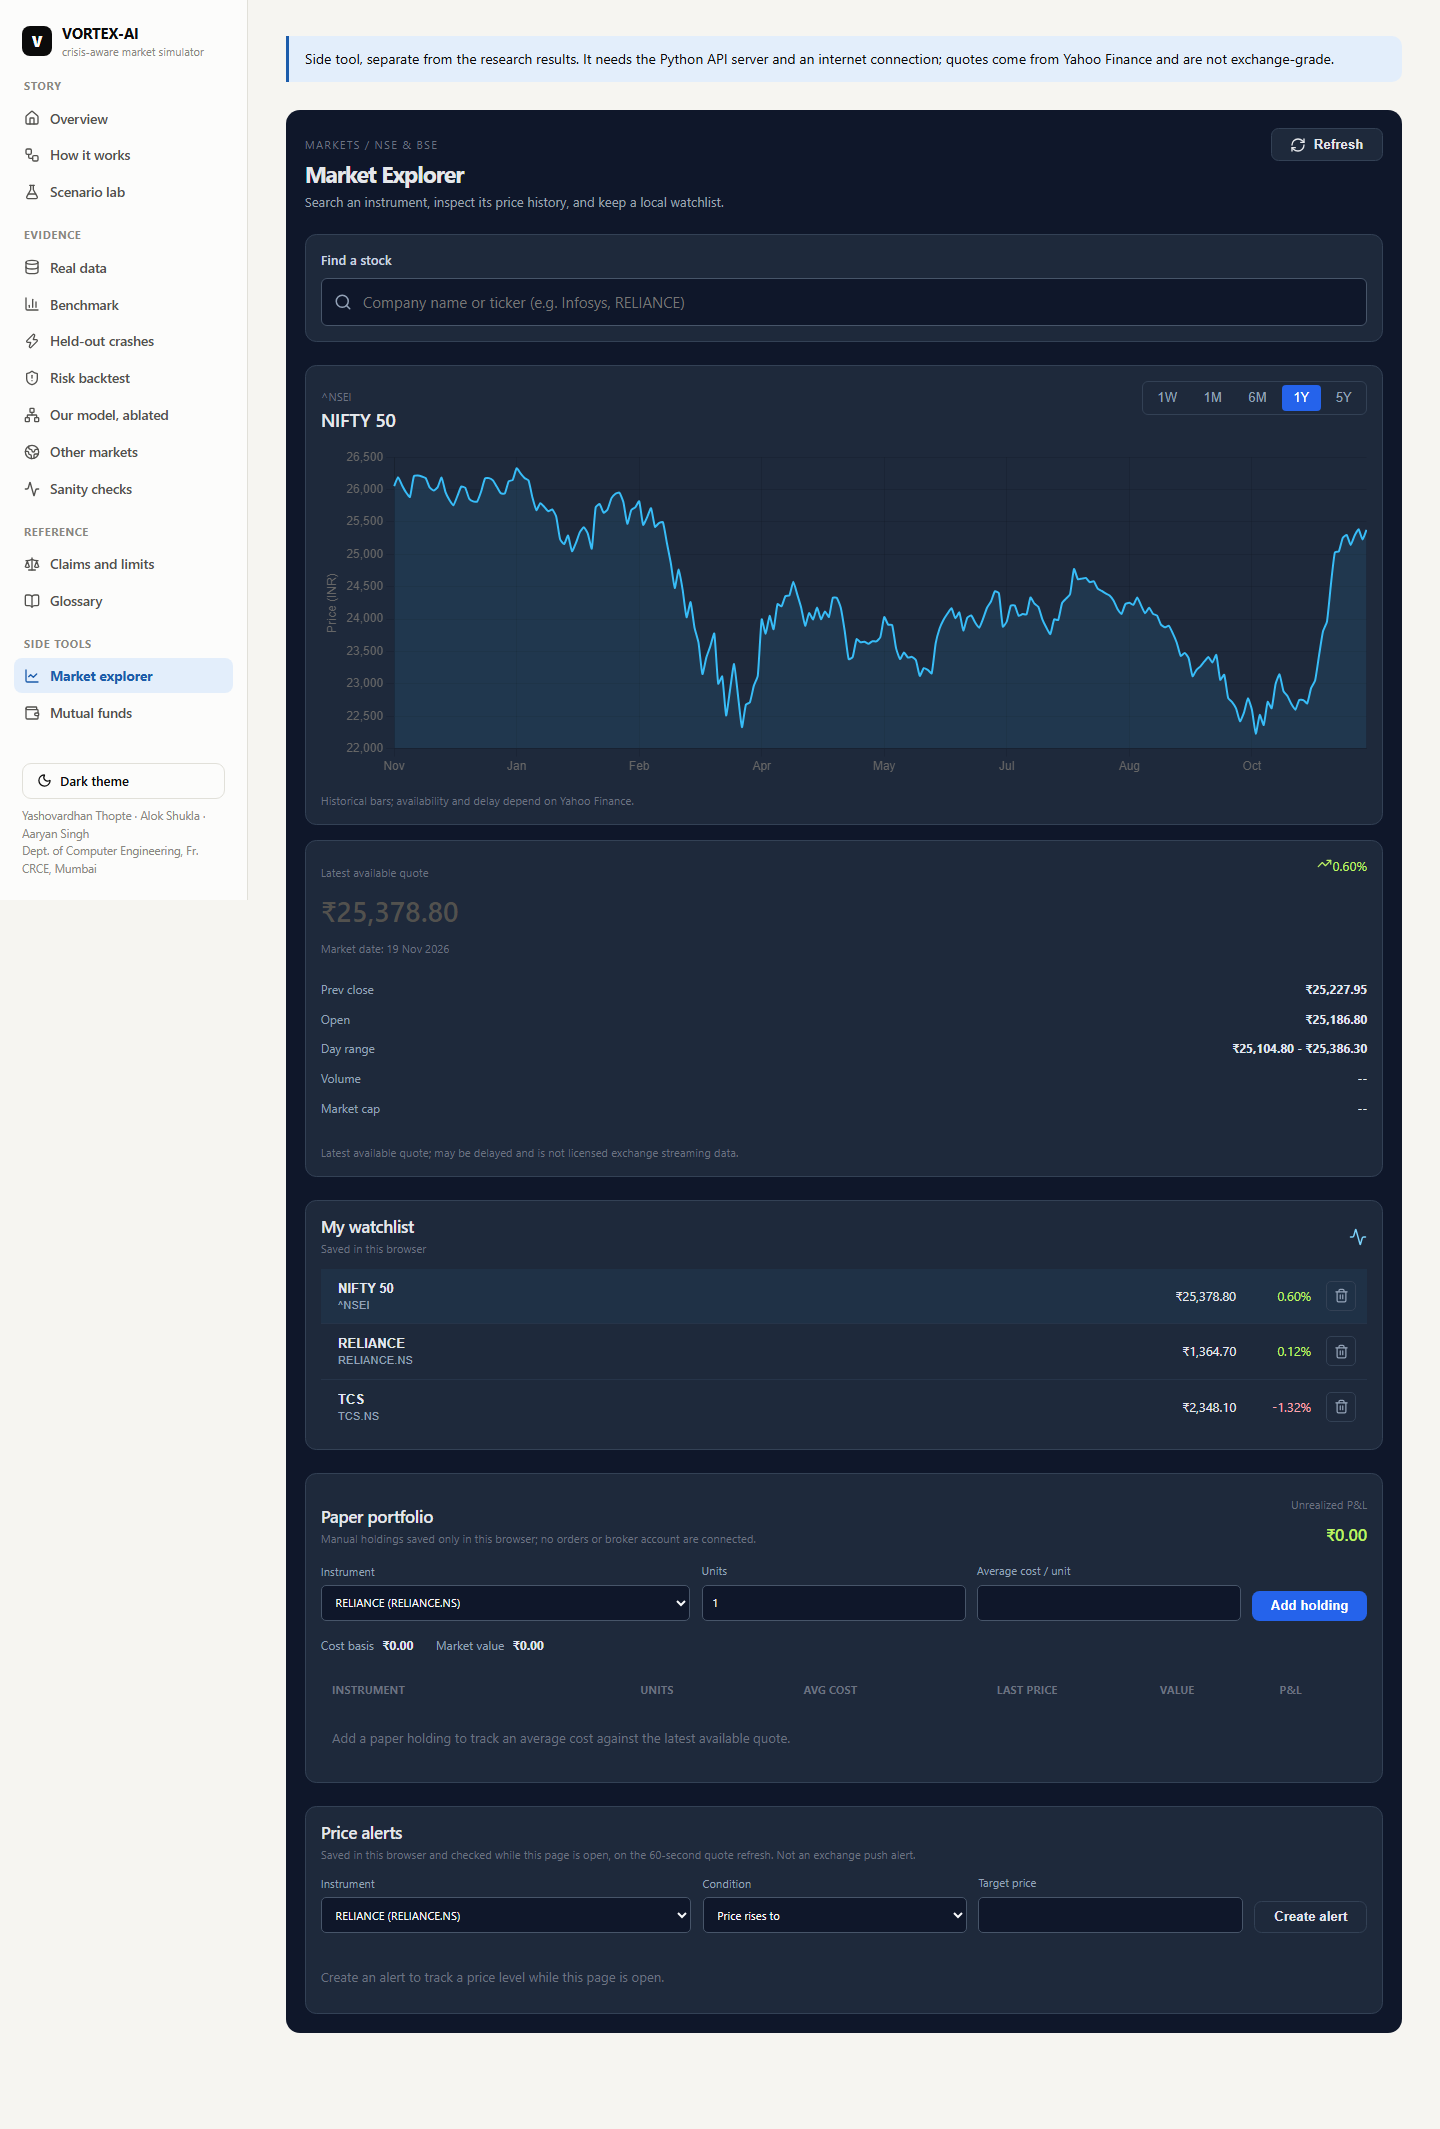 V
VORTEX-AI
crisis-aware market simulator
STORY
Overview
How it works
Scenario lab
EVIDENCE
Real data
Benchmark
Held-out crashes
Risk backtest
Our model, ablated
Other markets
Sanity checks
REFERENCE
Claims and limits
Glossary
SIDE TOOLS
Market explorer
Mutual funds
Dark theme
Yashovardhan Thopte · Alok Shukla ·
Aaryan Singh
Dept. of Computer Engineering, Fr.
CRCE, Mumbai
Side tool, separate from the research results. It needs the Python API server and an internet connection; quotes come from Yahoo Finance and are not exchange-grade.
MARKETS / NSE & BSE
Refresh
Market Explorer
Search an instrument, inspect its price history, and keep a local watchlist.
Find a stock
Company name or ticker (e.g. Infosys, RELIANCE)
^NSEI
NIFTY 50
1W 1M 6M 1Y 5Y
Price (INR)
26,500
26,000
25,500
25,000
24,500
24,000
23,500
23,000
22,500
22,000
Nov Jan Feb Apr May Jul Aug Oct
Historical bars; availability and delay depend on Yahoo Finance.
Latest available quote
0.60%
₹25,378.80
Market date: 19 Nov 2026
Prev close ₹25,227.95
Open ₹25,186.80
Day range ₹25,104.80 - ₹25,386.30
Volume --
Market cap --
Latest available quote; may be delayed and is not licensed exchange streaming data.
My watchlist
Saved in this browser
NIFTY 50
^NSEI
₹25,378.80 0.60%
RELIANCE
RELIANCE.NS
₹1,364.70 0.12%
TCS
TCS.NS
₹2,348.10 -1.32%
Paper portfolio
Manual holdings saved only in this browser; no orders or broker account are connected.
Unrealized P&L
₹0.00
Instrument Units Average cost / unit
RELIANCE (RELIANCE.NS) 1 Add holding
Cost basis ₹0.00 Market value ₹0.00
INSTRUMENT UNITS AVG COST LAST PRICE VALUE P&L
Add a paper holding to track an average cost against the latest available quote.
Price alerts
Saved in this browser and checked while this page is open, on the 60-second quote refresh. Not an exchange push alert.
Instrument Condition Target price
RELIANCE (RELIANCE.NS) Price rises to Create alert
Create an alert to track a price level while this page is open.